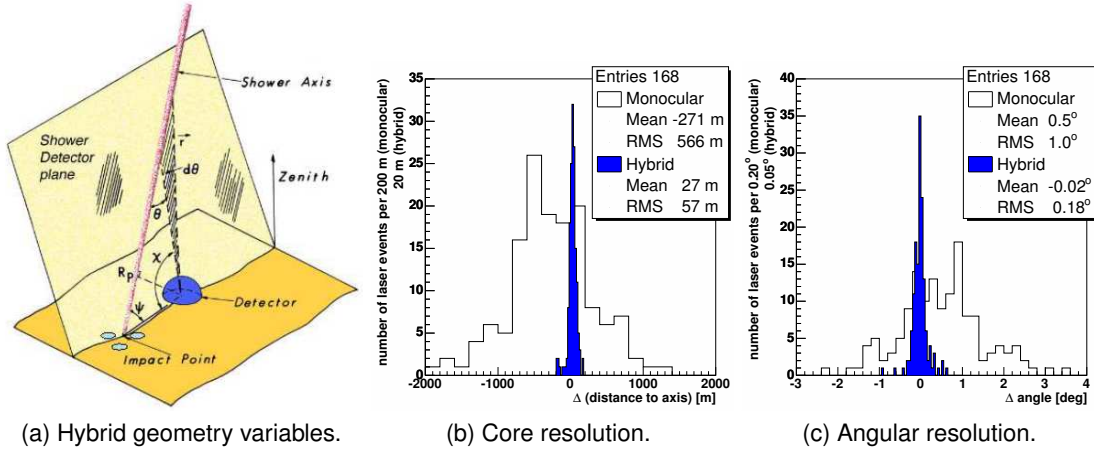 Shower Axis
Shower
Detector
plane
r
dθ
Zenith
θ
χ
Rp
Detector
ψ
Impact Point
(a) Hybrid geometry variables.
number of laser events per 200 m (monocular)
20 m (hybrid)
35
30
25
20
15
10
5
0
-2000
-1000
0
1000
2000
Δ (distance to axis) [m]
Entries 168
Monocular
Mean -271 m
RMS 566 m
Hybrid
Mean 27 m
RMS 57 m
(b) Core resolution.
number of laser events per 0.20° (monocular)
0.05° (hybrid)
40
35
30
25
20
15
10
5
0
-3
-2
-1
0
1
2
3
4
Δ angle [deg]
Entries 168
Monocular
Mean 0.5°
RMS 1.0°
Hybrid
Mean -0.02°
RMS 0.18°
(c) Angular resolution.